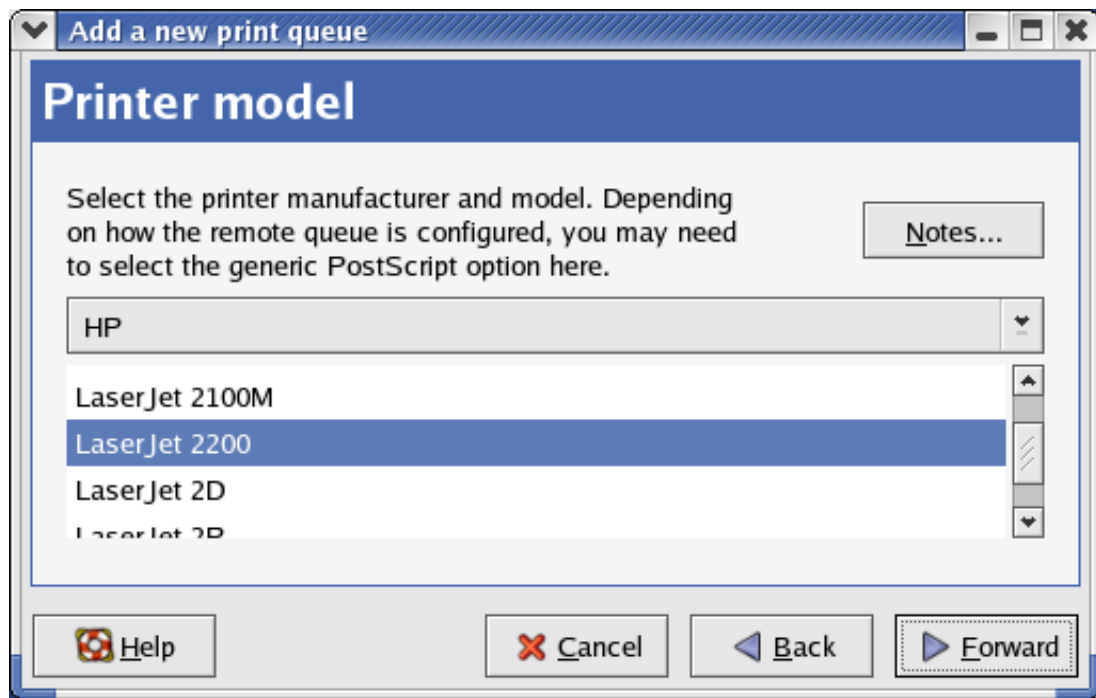 Add a new print queue
Printer model
Select the printer manufacturer and model. Depending
on how the remote queue is configured, you may need
to select the generic PostScript option here.
Notes...
HP
LaserJet 2100M
LaserJet 2200
LaserJet 2D
Help
Cancel
Back
Forward